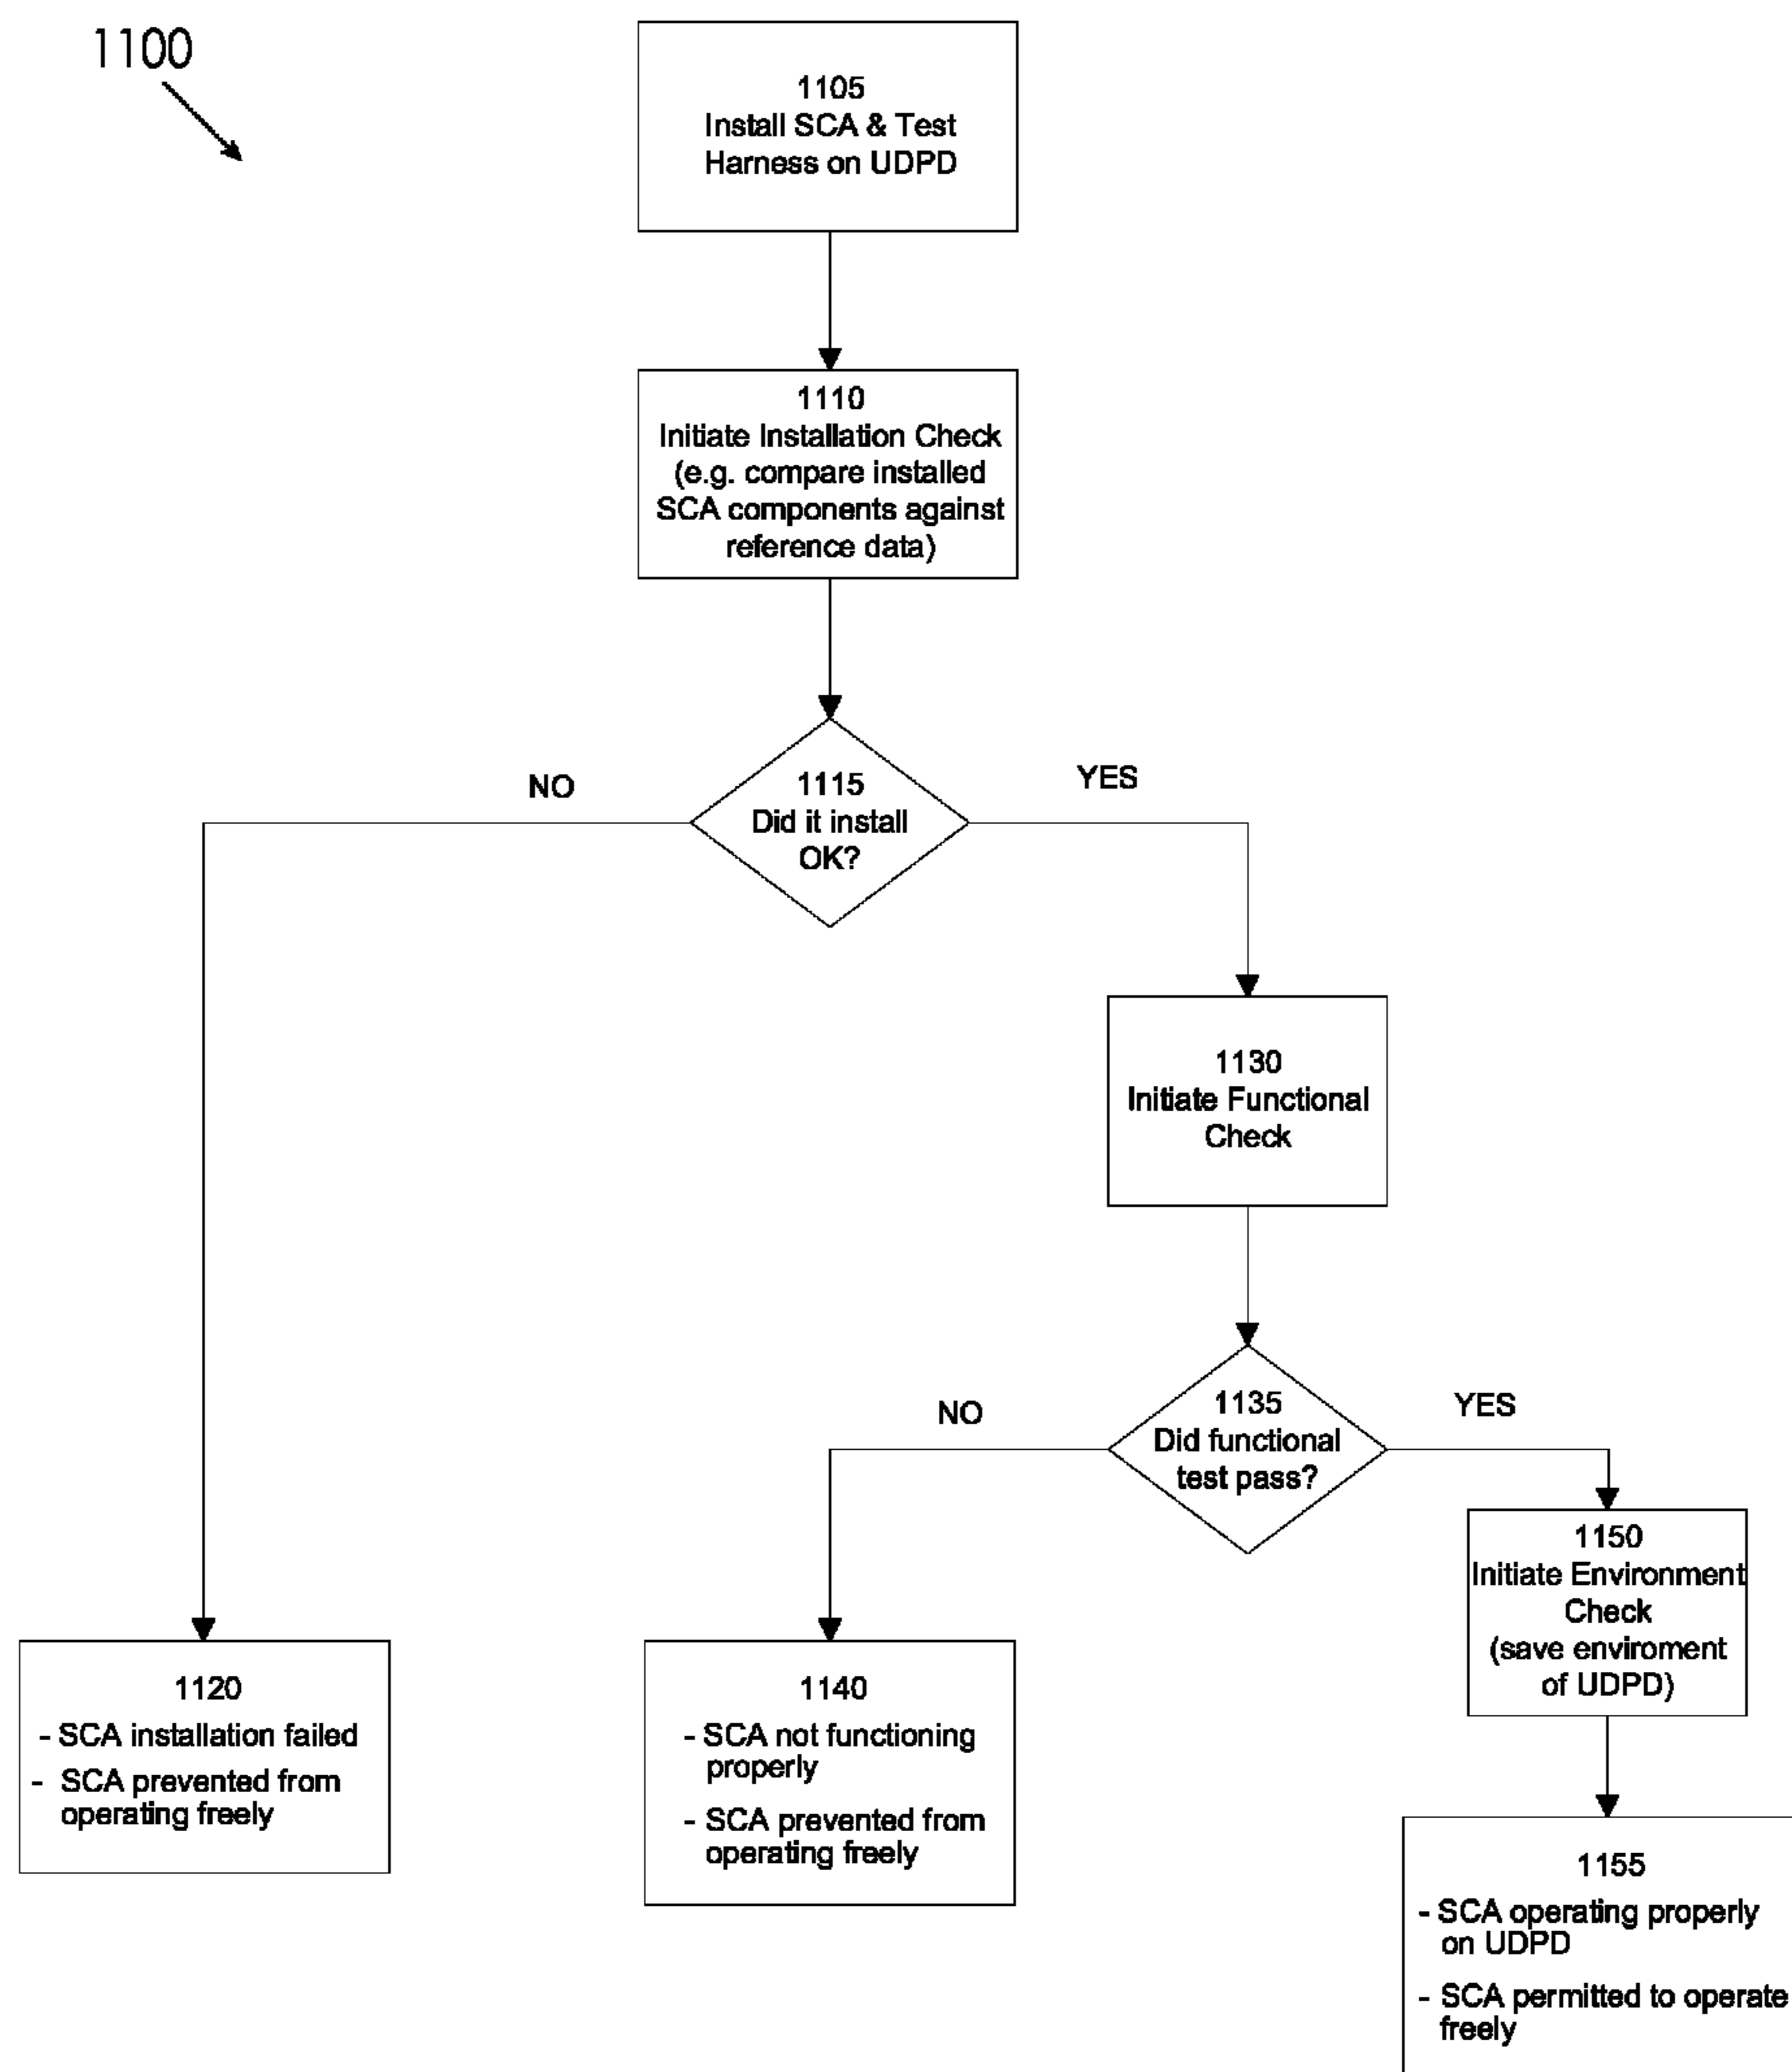 1100
1105
Install SCA & Test
Harness on UDPD
1110
Initiate Installation Check
(e.g. compare installed
SCA components against
reference data)
1115
Did it install
OK?
NO
YES
1130
Initiate Functional
Check
1135
Did functional
test pass?
NO
YES
1150
Initiate Environment
Check
(save enviroment
of UDPD)
1120
- SCA installation failed
- SCA prevented from
operating freely
1140
- SCA not functioning
properly
- SCA prevented from
operating freely
1155
- SCA operating properly
on UDPD
- SCA permitted to operate
freely